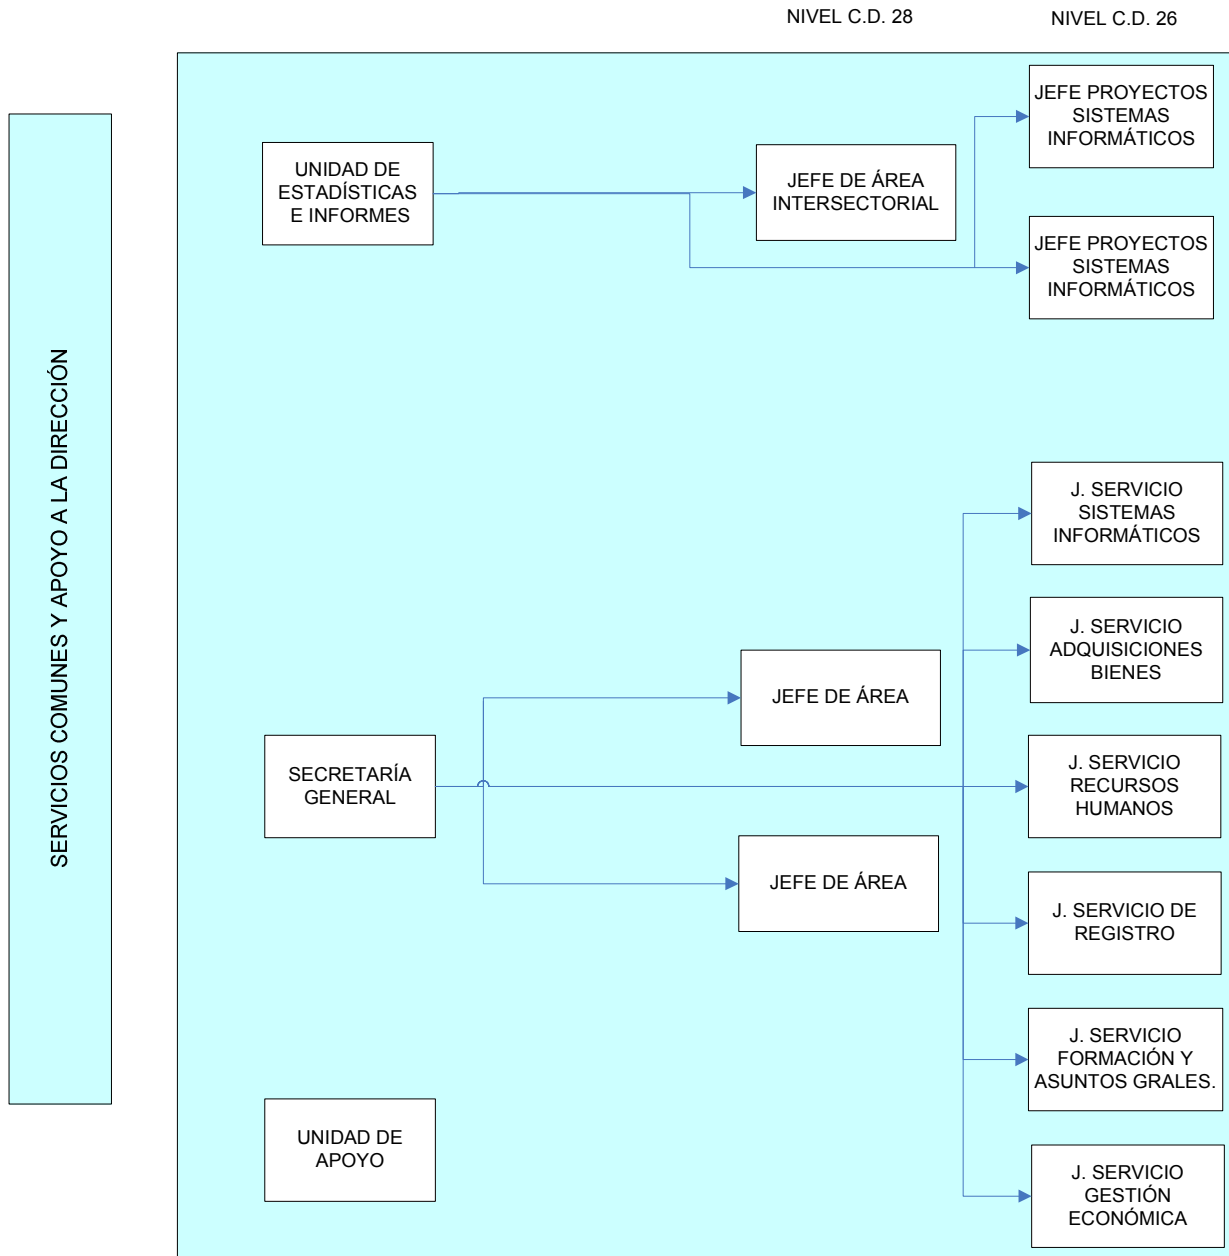 NIVEL C.D. 28
NIVEL C.D. 26
SERVICIOS COMUNES Y APOYO A LA DIRECCIÓN
UNIDAD DE
ESTADÍSTICAS
E INFORMES
JEFE DE ÁREA
INTERSECTORIAL
JEFE PROYECTOS
SISTEMAS
INFORMÁTICOS
JEFE PROYECTOS
SISTEMAS
INFORMÁTICOS
SECRETARÍA
GENERAL
JEFE DE ÁREA
JEFE DE ÁREA
J. SERVICIO
SISTEMAS
INFORMÁTICOS
J. SERVICIO
ADQUISICIONES
BIENES
J. SERVICIO
RECURSOS
HUMANOS
J. SERVICIO DE
REGISTRO
J. SERVICIO
FORMACIÓN Y
ASUNTOS GRALES.
J. SERVICIO
GESTIÓN
ECONÓMICA
UNIDAD DE
APOYO